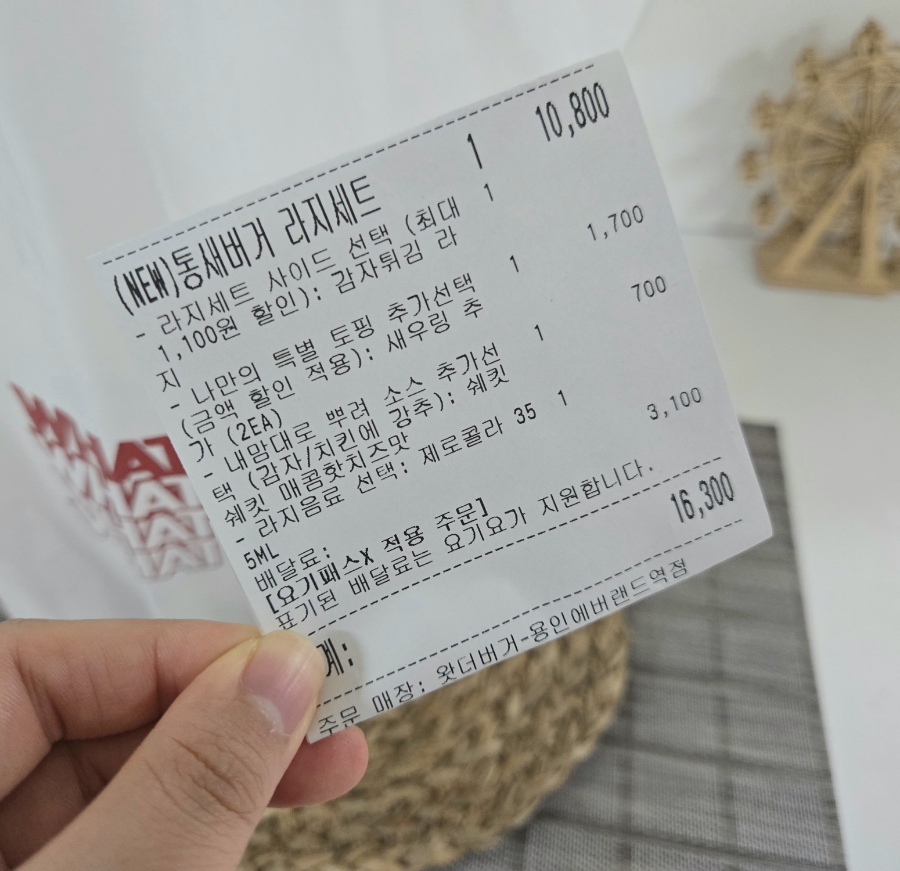 (NEW)통새버거 라지세트 1 10,800
- 라지세트 사이드 선택 (최대 1
1,100원 할인): 감자튀김 라
지
- 나만의 특별 토핑 추가선택 1 1,700
(금액 할인 적용): 새우링 추
가 (2EA)
- 내맘대로 뿌려 소스 추가선 1 700
택 (감자/치킨에 강추): 쉐킷
쉐킷 매콤핫치즈맛
- 라지음료 선택: 제로콜라 35 1
5ML
배달료: 3,100
[요기패스X 적용 주문]
표기된 배달료는 요기요가 지원합니다.
계: 16,300
주문 매장: 왓더버거-용인에버랜드역점
WHAT
WHAT
WHAT
WHAT